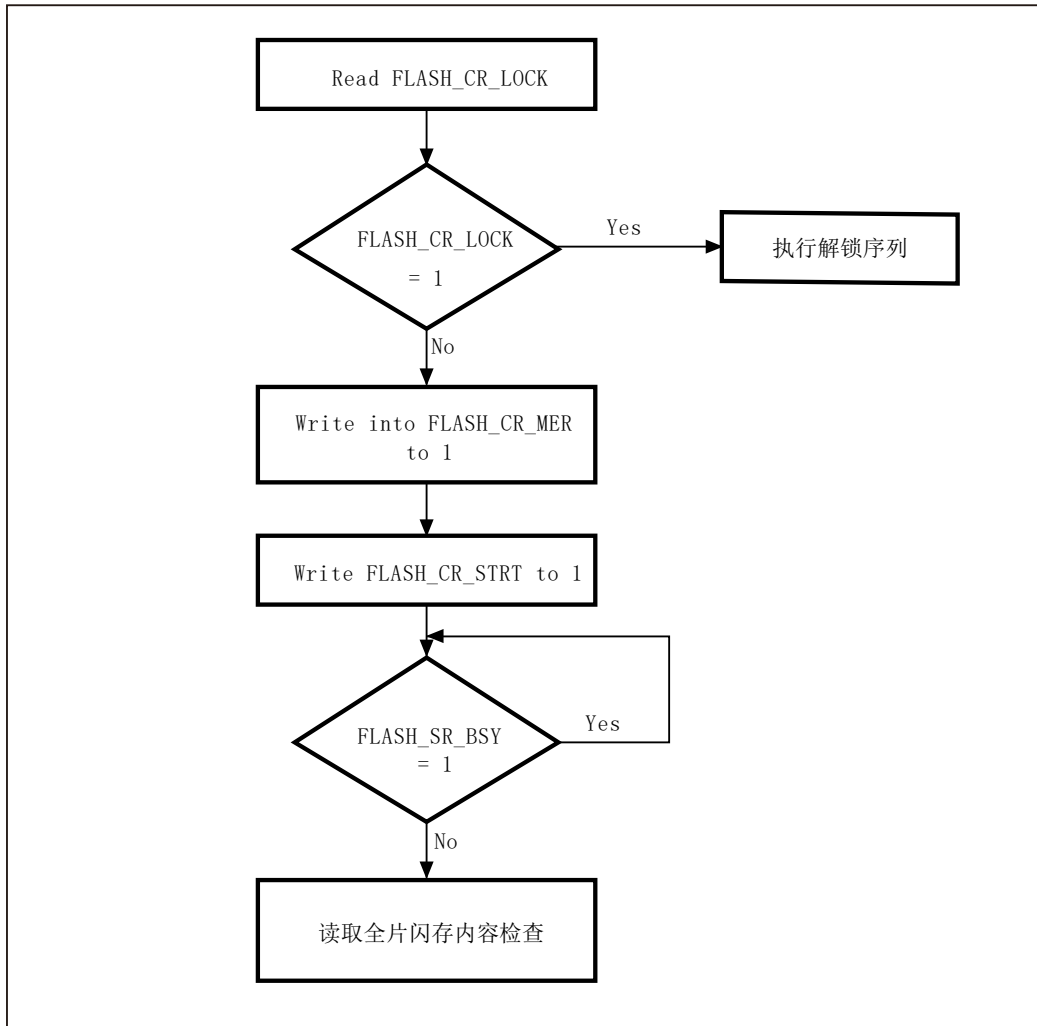 Read FLASH_CR_LOCK
FLASH_CR_LOCK
= 1
Yes
执行解锁序列
No
Write into FLASH_CR_MER
to 1
Write FLASH_CR_STRT to 1
FLASH_SR_BSY
= 1
Yes
No
读取全片闪存内容检查